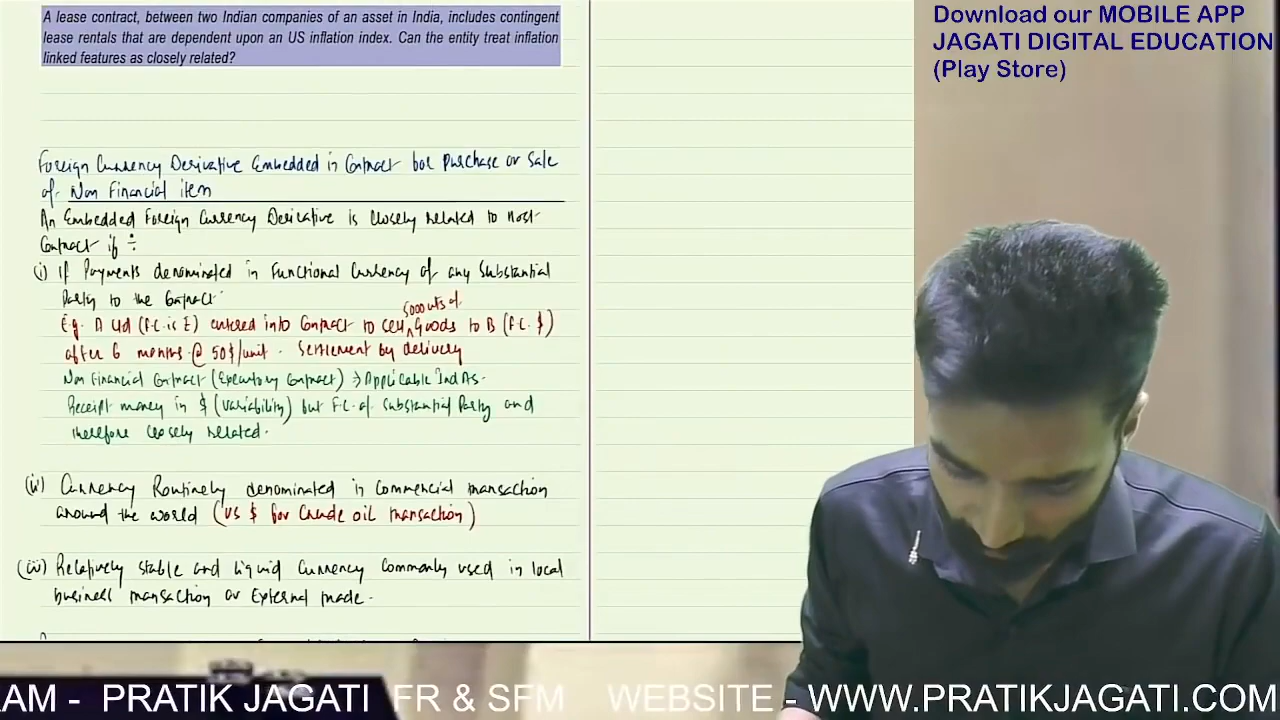 A lease contract, between two Indian companies of an asset in India, includes contingent
lease rentals that are dependent upon an US inflation index. Can the entity treat inflation
linked features as closely related?
Foreign Currency Derivative Embedded in Contract for Purchase or Sale
of Non Financial item
An Embedded Foreign Currency Derivative is closely related to Host
Contract if :
(i) If Payments denominated in Functional Currency of any Substantial
Party to the Contract.
5000 uts of
E.g. A Ltd (F.C. is £) entered into Contract to sell Goods to B (F.C. $)
after 6 months @ 50$/unit. Settlement by delivery
Non Financial Contract (Executory Contract) → Applicable Ind As.
Receipt money in $ (variability) but F.C. of Substantial Party and
therefore closely related.
(ii) Currency Routinely denominated in Commercial transaction
around the world (US $ for Crude oil transaction)
(iii) Relatively stable and liquid Currency Commonly used in local
business transaction or External trade.
Download our MOBILE APP
JAGATI DIGITAL EDUCATION
(Play Store)
AM - PRATIK JAGATI FR & SFM WEBSITE - WWW.PRATIKJAGATI.COM